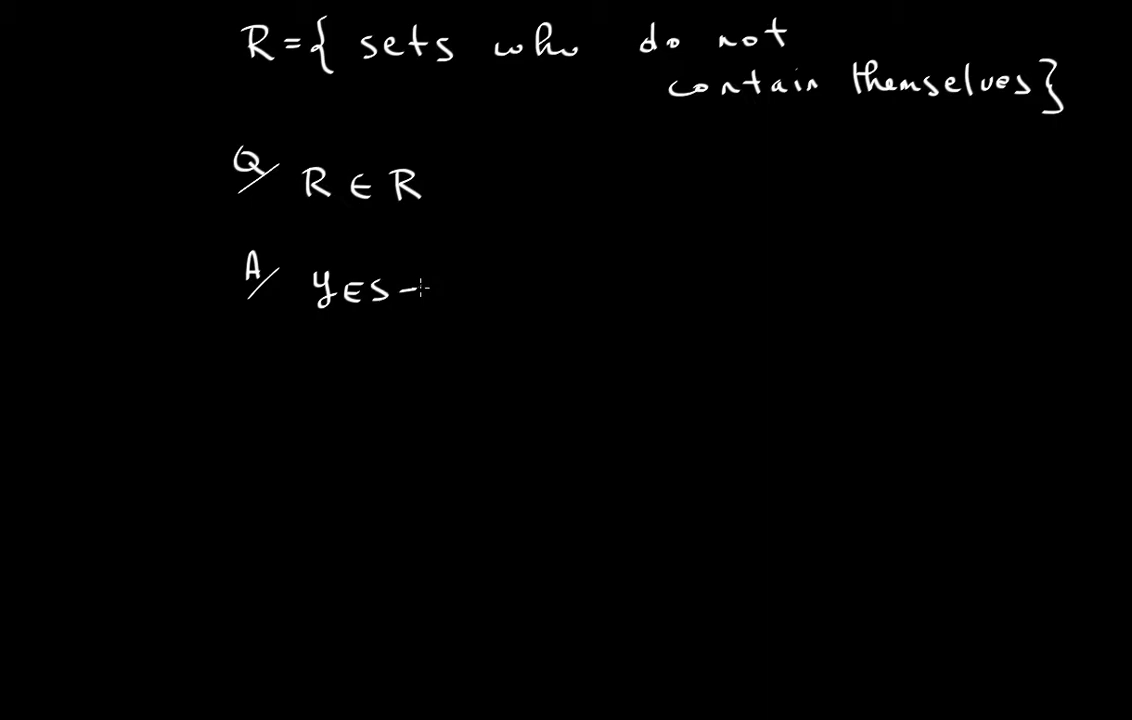 R = { sets who do not
contain themselves }
Q/ R ∈ R
A/ YES -